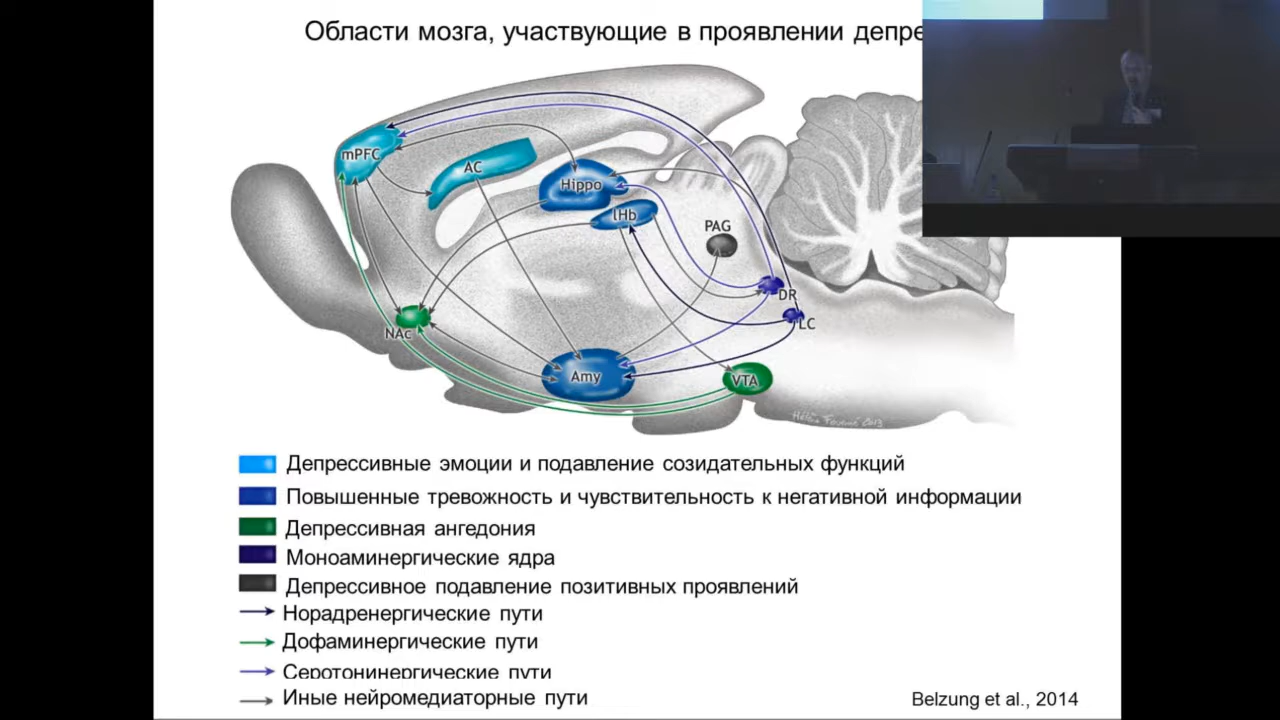 Области мозга, участвующие в проявлении депре
mPFC
AC
Hippo
lHb
PAG
DR
LC
NAc
Amy
VTA
2013
Депрессивные эмоции и подавление созидательных функций
Повышенные тревожность и чувствительность к негативной информации
Депрессивная ангедония
Моноаминергические ядра
Депрессивное подавление позитивных проявлений
Норадренергические пути
Дофаминергические пути
Серотонинергические пути
Иные нейромедиаторные пути
Belzung et al., 2014